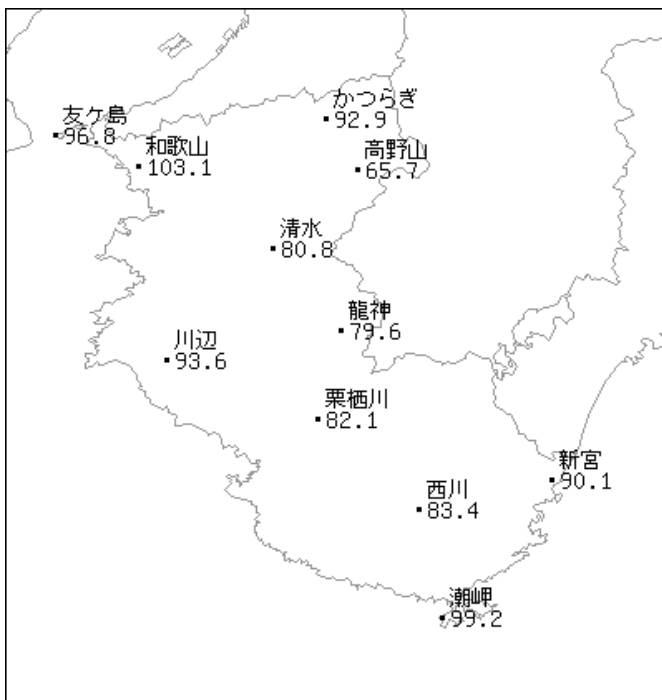 かつらぎ
92.9
友ケ島
96.8
和歌山
103.1
高野山
65.7
清水
80.8
龍神
79.6
川辺
93.6
栗栖川
82.1
新宮
90.1
西川
83.4
潮岬
99.2